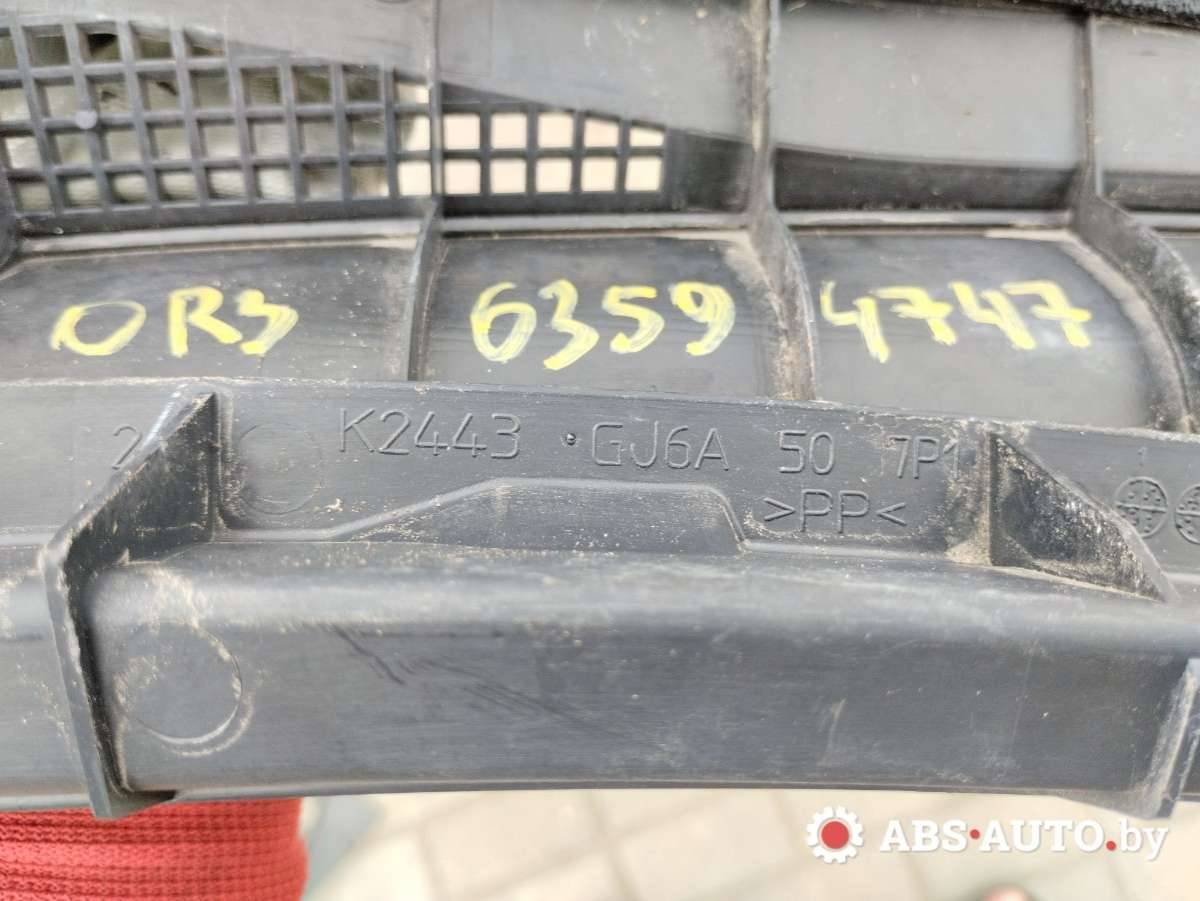 OR3 6359 4747
K2443 GJ6A 50 7P1
>PP<
ABS-AUTO.by